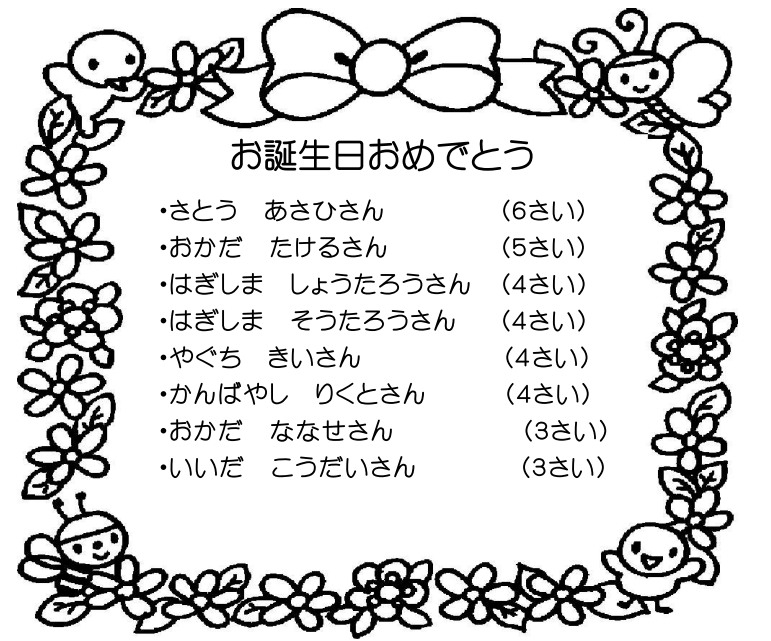 お誕生日おめでとう
・さとう　あさひさん　（6さい）
・おかだ　たけるさん　（5さい）
・はぎしま　しょうたろうさん　（4さい）
・はぎしま　そうたろうさん　（4さい）
・やぐち　きいさん　（4さい）
・かんばやし　りくとさん　（4さい）
・おかだ　ななせさん　（3さい）
・いいだ　こうだいさん　（3さい）